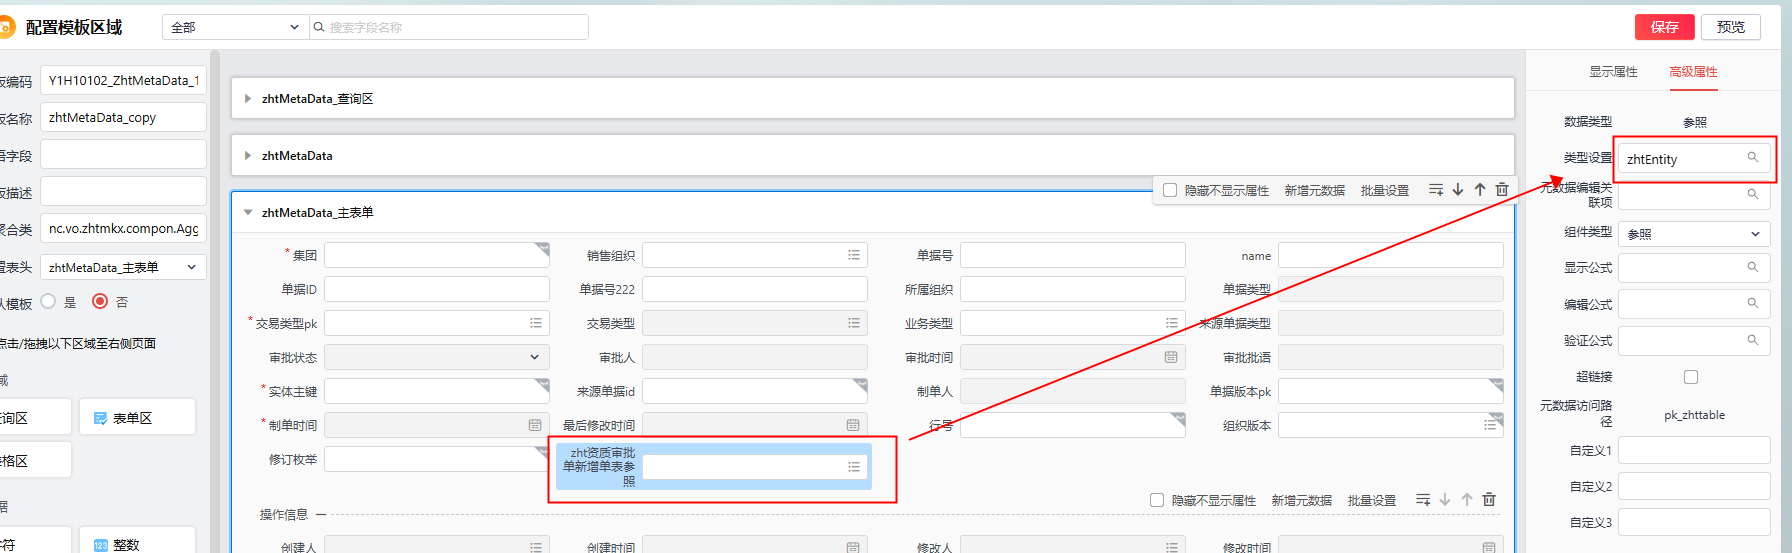 配置模板区域
全部
搜索字段名称
保存
预览
板编码
Y1H10102_ZhtMetaData_1
板名称
zhtMetaData_copy
语字段
板描述
聚合类
nc.vo.zhtmkx.compon.Agg
置表头
zhtMetaData_主表单
认模板
是
否
点击/拖拽以下区域至右侧页面
域
查询区
表单区
表格区
据
字符
123
整数
zhtMetaData_查询区
zhtMetaData
隐藏不显示属性
新增元数据
批量设置
zhtMetaData_主表单
* 集团
销售组织
单据号
name
单据ID
单据号222
所属组织
单据类型
* 交易类型pk
交易类型
业务类型
来源单据类型
审批状态
审批人
审批时间
审批批语
* 实体主键
来源单据id
制单人
单据版本pk
* 制单时间
最后修改时间
行号
组织版本
修订枚举
zht资质审批
单新增单表参
照
隐藏不显示属性
新增元数据
批量设置
操作信息
创建人
创建时间
修改人
修改时间
显示属性
高级属性
数据类型
参照
类型设置
zhtEntity
元数据编辑关
联项
组件类型
参照
显示公式
编辑公式
验证公式
超链接
元数据访问路
径
pk_zhttable
自定义1
自定义2
自定义3